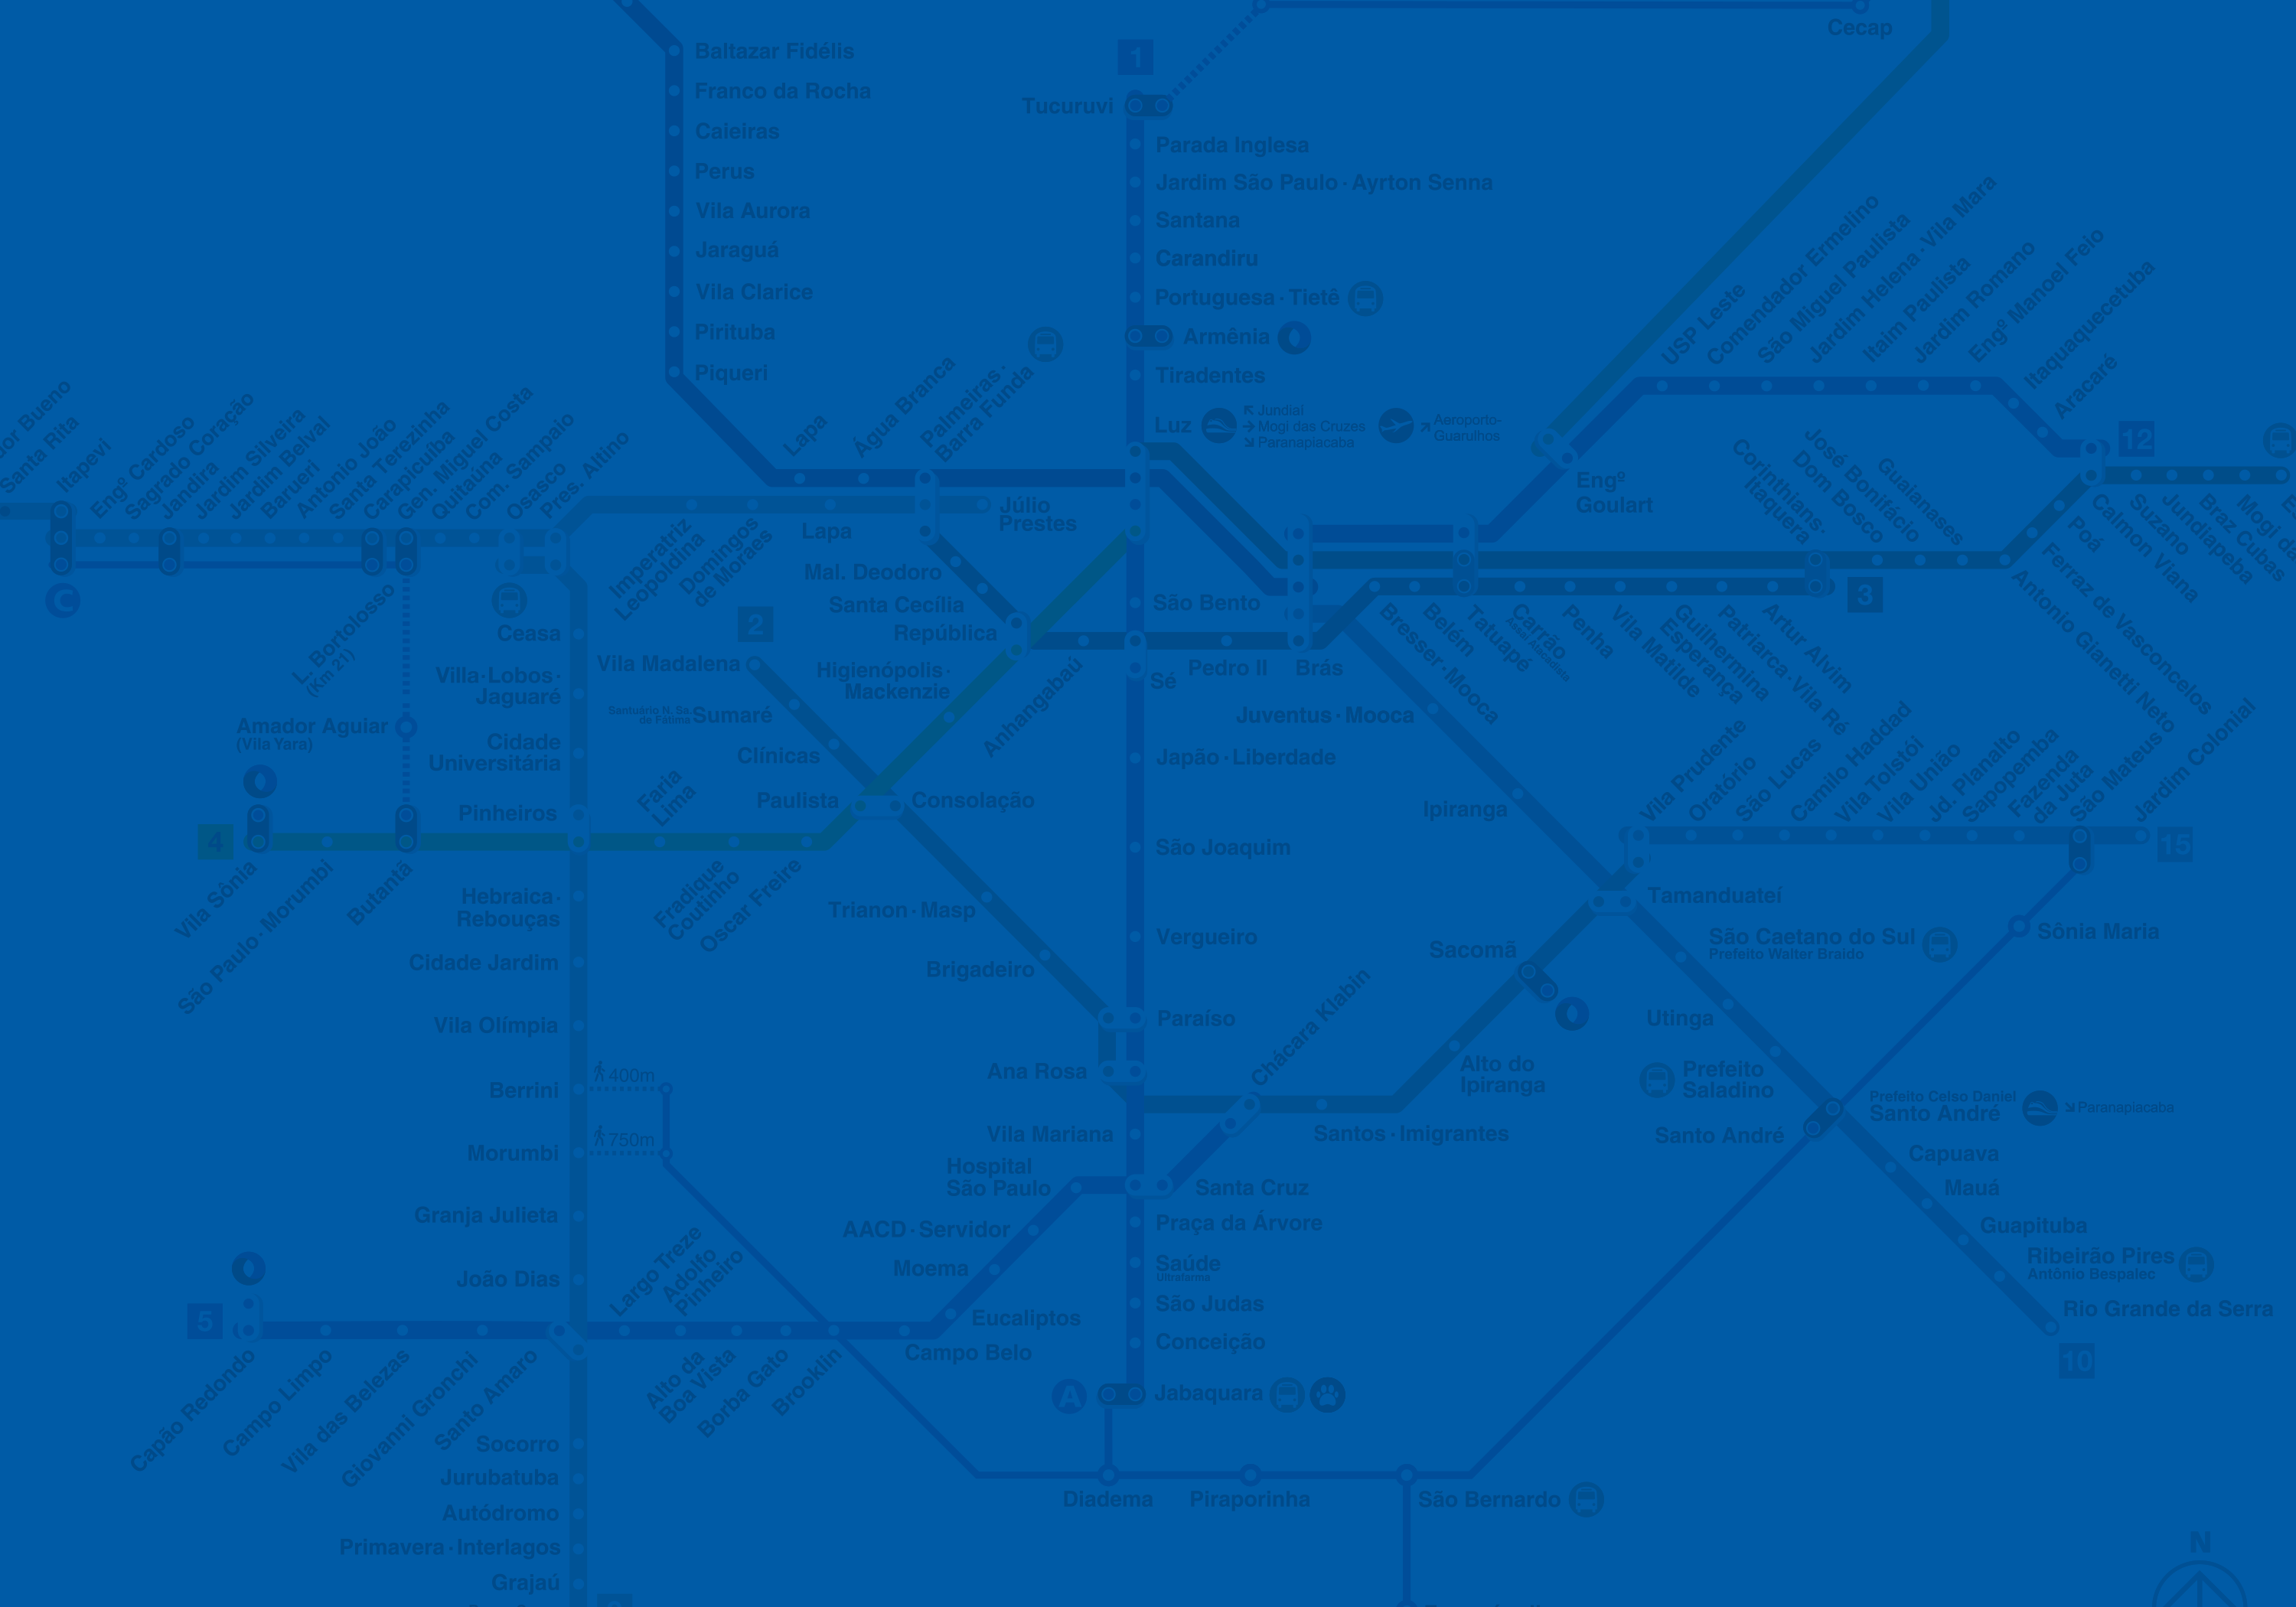 Cecap
1
Baltazar Fidélis
Franco da Rocha
Caieiras
Perus
Vila Aurora
Jaraguá
Vila Clarice
Pirituba
Piqueri
Tucuruvi
Parada Inglesa
Jardim São Paulo·Ayrton Senna
Santana
Carandiru
Portuguesa·Tietê
Armênia
Tiradentes
Luz
Jundiaí
Mogi das Cruzes
Paranapiacaba
Aeroporto-
Guarulhos
USP Leste
Comendador Ermelino
São Miguel Paulista
Jardim Helena·Vila Mara
Itaim Paulista
Jardim Romano
Engº Manoel Feio
Itaquaquecetuba
Aracaré
12
Engº
Goulart
Corinthians·
Itaquera
Dom Bosco
José Bonifácio
Guaianases
Calmon Viana
Suzano
Jundiapeba
Braz Cubas
Poá
Ferraz de Vasconcelos
Antonio Gianetti Neto
Santa Rita
Itapevi
Engº Cardoso
Sagrado Coração
Jandira
Jardim Silveira
Jardim Belval
Barueri
Antonio João
Santa Terezinha
Carapicuíba
Gen. Miguel Costa
Quitaúna
Com. Sampaio
Osasco
Pres. Altino
Lapa
Água Branca
Palmeiras·
Barra Funda
Júlio
Prestes
Imperatriz
Leopoldina
Domingos
de Moraes
Lapa
Mal. Deodoro
Santa Cecília
República
Higienópolis·
Mackenzie
Anhangabaú
São Bento
Sé
Pedro II
Brás
3
Bresser·Mooca
Belém
Tatuapé
Carrão
Assaí Atacadista
Penha
Vila Matilde
Guilhermina
Esperança
Patriarca·Vila Ré
Artur Alvim
C
L. Bortolosso
(Km 21)
Amador Aguiar
(Vila Yara)
Ceasa
Villa·Lobos·
Jaguaré
Cidade
Universitária
Pinheiros
2
Vila Madalena
Santuário N. Sa.
de Fátima
Sumaré
Clínicas
Paulista
Consolação
Faria
Lima
4
Vila Sônia
São Paulo·Morumbi
Butantã
Fradique
Coutinho
Oscar Freire
Hebraica·
Rebouças
Cidade Jardim
Vila Olímpia
Berrini
400m
Morumbi
750m
Granja Julieta
João Dias
Trianon·Masp
Brigadeiro
Japão·Liberdade
São Joaquim
Vergueiro
Paraíso
Ana Rosa
Vila Mariana
Chácara Klabin
Santos·Imigrantes
Alto do
Ipiranga
Sacomã
Juventus·Mooca
Ipiranga
Tamanduateí
Vila Prudente
Oratório
São Lucas
Camilo Haddad
Vila Tolstói
Vila União
Jd. Planalto
Sapopemba
Fazenda
da Juta
São Mateus
Jardim Colonial
15
Sônia Maria
São Caetano do Sul
Prefeito Walter Braido
Utinga
Prefeito
Saladino
Prefeito Celso Daniel
Santo André
Paranapiacaba
Santo André
Capuava
Mauá
Guapituba
Ribeirão Pires
Antônio Bespalec
Rio Grande da Serra
10
Hospital
São Paulo
Santa Cruz
AACD·Servidor
Moema
Eucaliptos
Campo Belo
Praça da Árvore
Saúde
Ultrafarma
São Judas
Conceição
A
Jabaquara
5
Capão Redondo
Campo Limpo
Vila das Belezas
Giovanni Gronchi
Santo Amaro
Largo Treze
Adolfo
Pinheiro
Alto da
Boa Vista
Borba Gato
Brooklin
Socorro
Jurubatuba
Autódromo
Primavera·Interlagos
Grajaú
Diadema
Piraporinha
São Bernardo
N